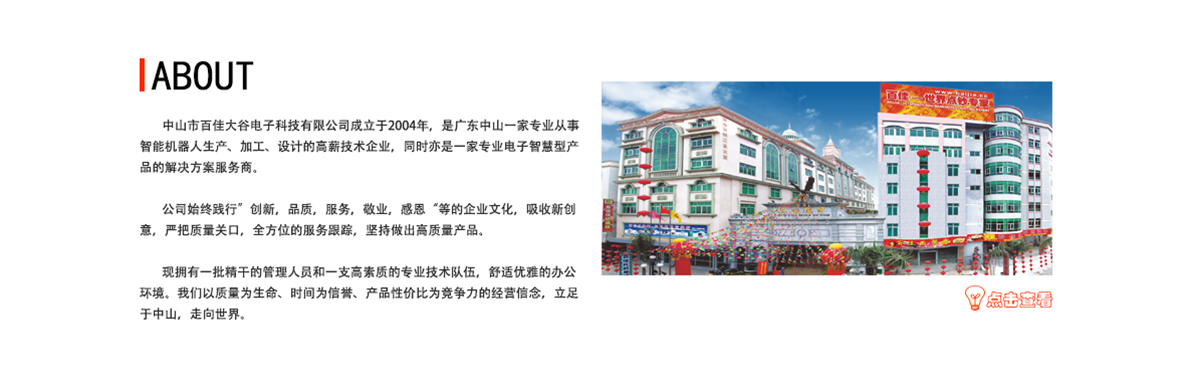 ABOUT
中山市百佳大谷电子科技有限公司成立于2004年，是广东中山一家专业从事
智能机器人生产、加工、设计的高薪技术企业，同时亦是一家专业电子智慧型产
品的解决方案服务商。
公司始终践行”创新，品质，服务，敬业，感恩“等的企业文化，吸收新创
意，严把质量关口，全方位的服务跟踪，坚持做出高质量产品。
现拥有一批精干的管理人员和一支高素质的专业技术队伍，舒适优雅的办公
环境。我们以质量为生命、时间为信誉、产品性价比为竞争力的经营信念，立足
于中山，走向世界。
百佳
世界点钞专家
点击查看